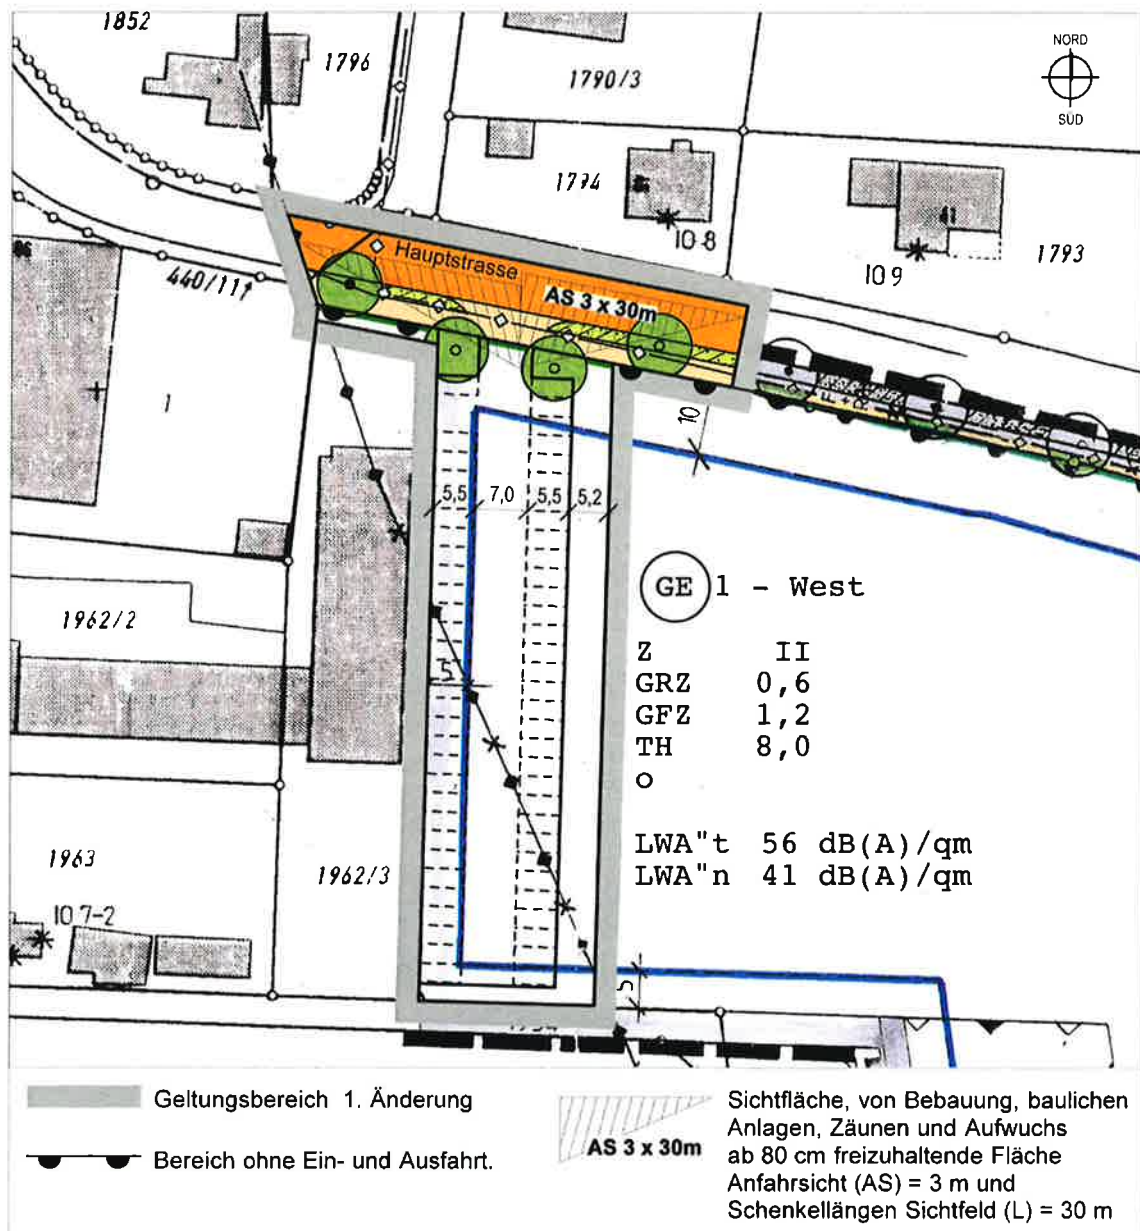 1852
1796
1790/3
NORD
SÜD
1794
10·8
41
10 9
1793
Hauptstrasse
AS 3 x 30m
440/11
1
10
5,5 7,0 5,5 5,2
GE 1 - West
1962/2
Z II
GRZ 0,6
GFZ 1,2
TH 8,0
o
5
LWA"t 56 dB(A)/qm
LWA"n 41 dB(A)/qm
1963
1962/3
10 7-2
5
Geltungsbereich 1. Änderung
Bereich ohne Ein- und Ausfahrt.
AS 3 x 30m
Sichtfläche, von Bebauung, baulichen
Anlagen, Zäunen und Aufwuchs
ab 80 cm freizuhaltende Fläche
Anfahrsicht (AS) = 3 m und
Schenkellängen Sichtfeld (L) = 30 m